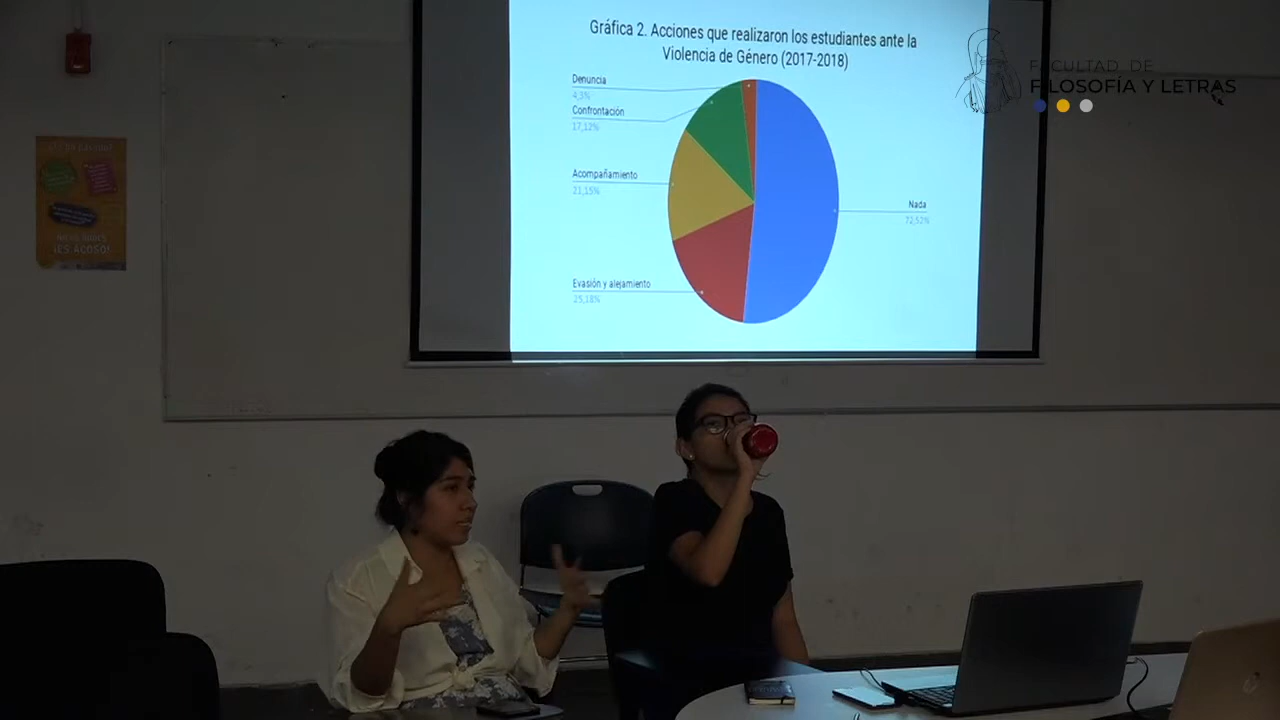 Gráfica 2. Acciones que realizaron los estudiantes ante la
Violencia de Género (2017-2018)
Denuncia
4,3%
Confrontación
17,12%
Acompañamiento
21,15%
Evasión y alejamiento
25,18%
Nada
72,52%
FACULTAD DE
FILOSOFÍA Y LETRAS
¡ES ACOSO!